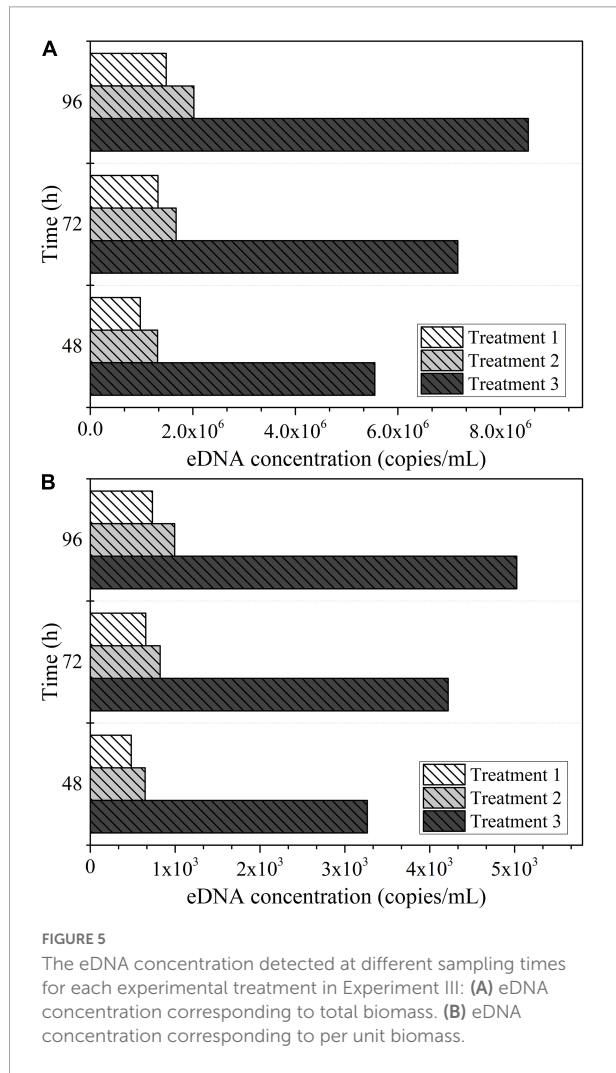 A
96
72
48
Time (h)
Treatment 1
Treatment 2
Treatment 3
0.0 2.0x10⁶ 4.0x10⁶ 6.0x10⁶ 8.0x10⁶
eDNA concentration (copies/mL)
B
96
72
48
Time (h)
Treatment 1
Treatment 2
Treatment 3
0 1x10³ 2x10³ 3x10³ 4x10³ 5x10³
eDNA concentration (copies/mL)
FIGURE 5
The eDNA concentration detected at different sampling times
for each experimental treatment in Experiment III: (A) eDNA
concentration corresponding to total biomass. (B) eDNA
concentration corresponding to per unit biomass.